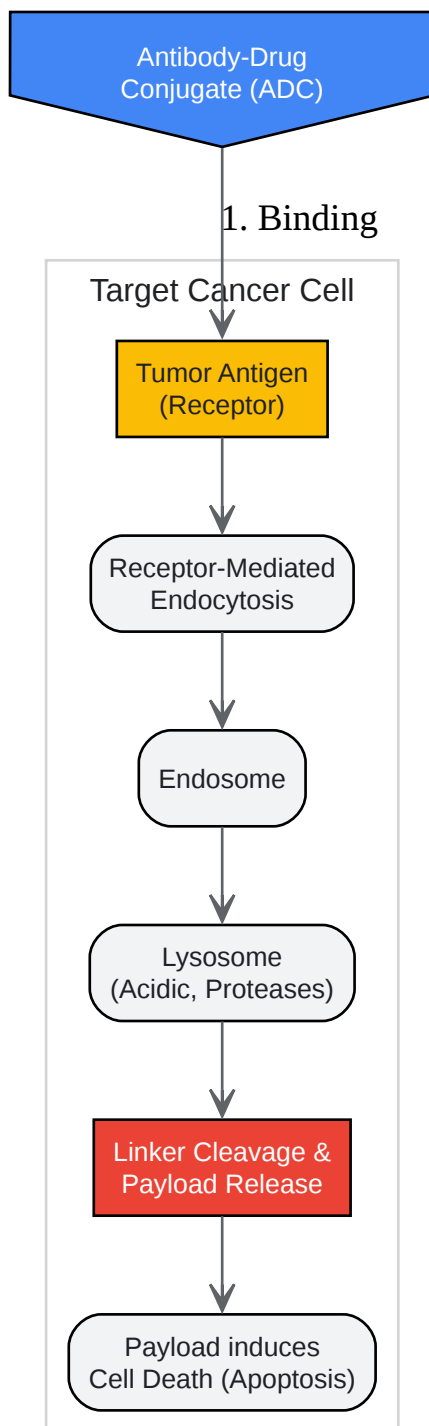 Antibody-Drug
Conjugate (ADC)
1. Binding
Target Cancer Cell
Tumor Antigen
(Receptor)
Receptor-Mediated
Endocytosis
Endosome
Lysosome
(Acidic, Proteases)
Linker Cleavage &
Payload Release
Payload induces
Cell Death (Apoptosis)